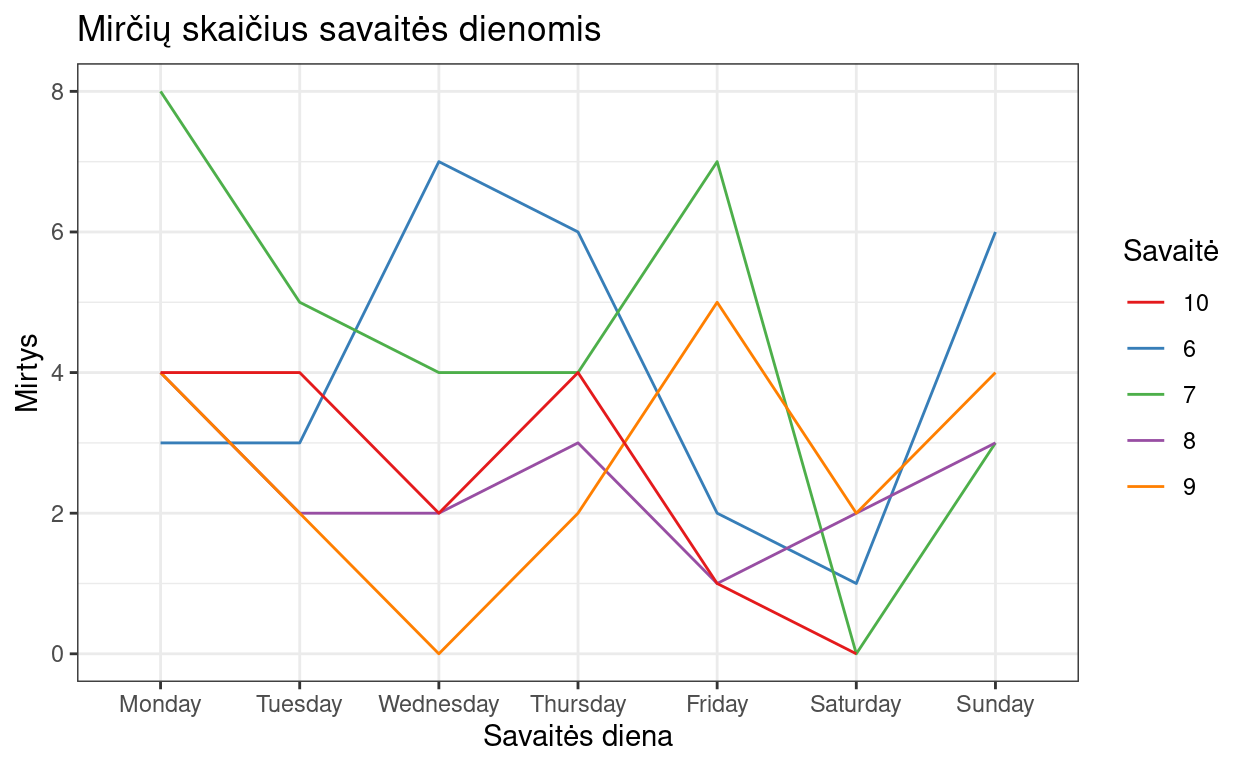 Mirčių skaičius savaitės dienomis
Mirtys
8
6
4
2
0
Monday Tuesday Wednesday Thursday Friday Saturday Sunday
Savaitės diena
Savaitė
10
6
7
8
9